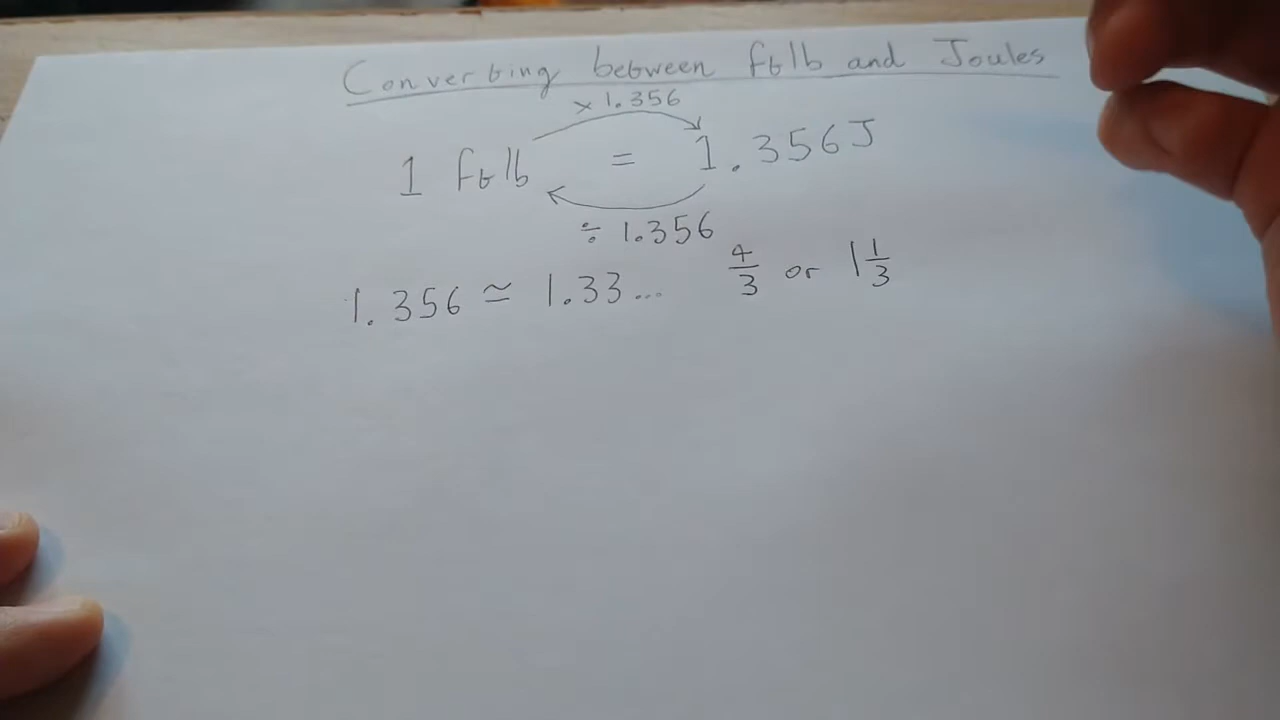 Converting between ftlb and Joules
× 1.356
1 ftlb = 1.356J
÷ 1.356
1.356 ≃ 1.33... 4/3 or 1 1/3